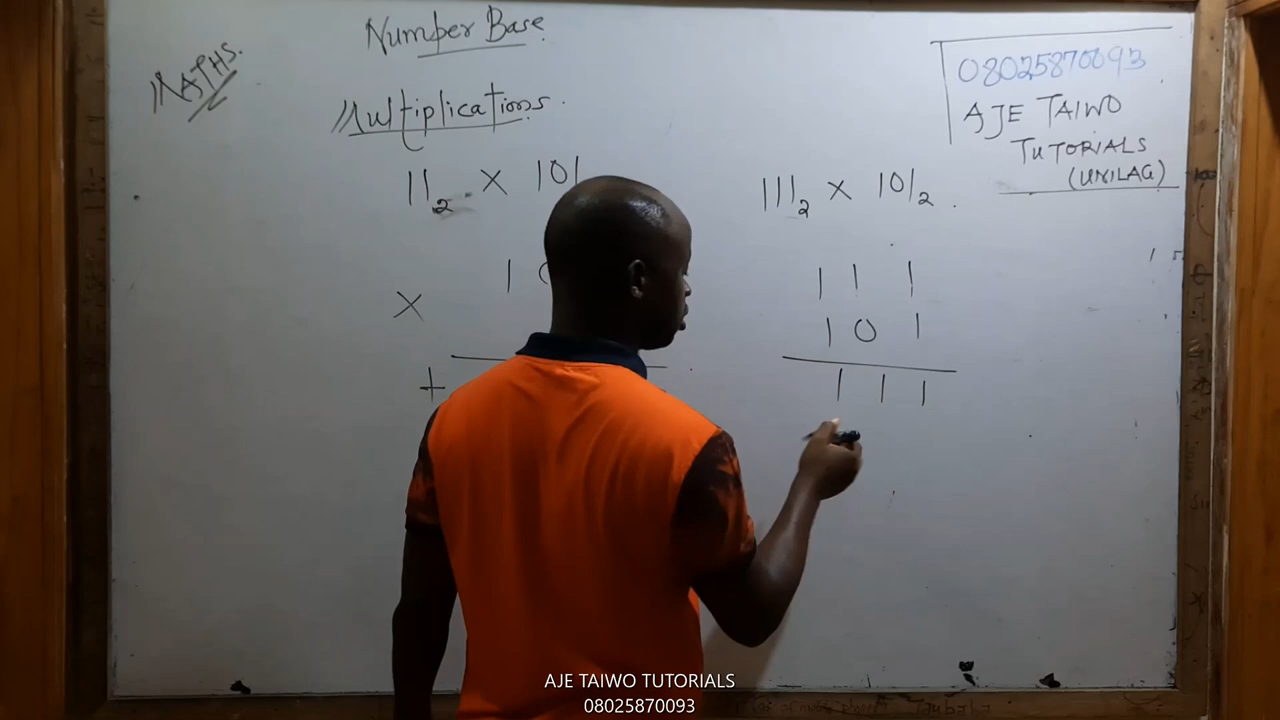 MATHS.
Number Base
Multiplications.
11₂ × 101
1
×
+
08025870093
AJE TAIWO
TUTORIALS
(UNILAG)
111₂ × 101₂ .
1 1 1
1 0 1
1 1 1
AJE TAIWO TUTORIALS
08025870093